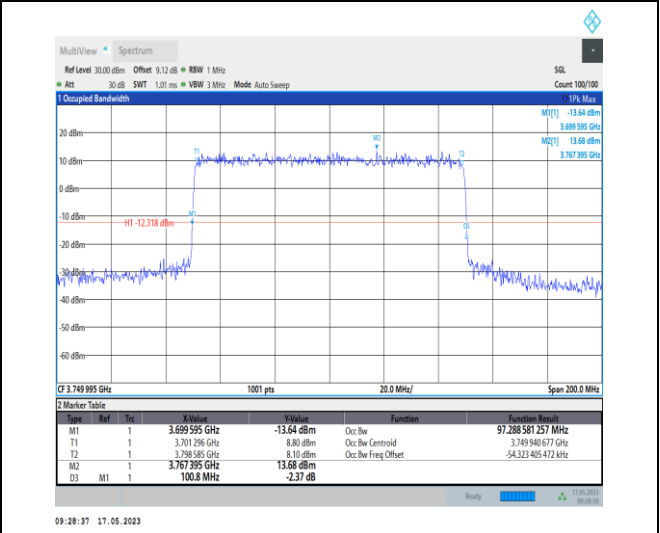 MultiView Spectrum
Ref Level 30.00 dBm Offset 9.12 dB RBW 1 MHz SGL
Att 30 dB SWT 1.01 ms VBW 3 MHz Mode Auto Sweep Count 100/100
1 Occupied Bandwidth 1Pk Max
M1[1] -13.64 dBm
3.699 595 GHz
M2[1] 13.68 dBm
3.767 395 GHz
20 dBm
M2
T1
T2
10 dBm
0 dBm
-10 dBm
M1
H1 -12.318 dBm
D3
-20 dBm
-30 dBm
-40 dBm
-50 dBm
-60 dBm
CF 3.749 995 GHz 1001 pts 20.0 MHz/ Span 200.0 MHz
2 Marker Table
Type Ref Trc X-Value Y-Value Function Function Result
M1 1 3.699 595 GHz -13.64 dBm Occ Bw 97.288 581 257 MHz
T1 1 3.701 296 GHz 8.80 dBm Occ Bw Centroid 3.749 940 677 GHz
T2 1 3.798 585 GHz 8.10 dBm Occ Bw Freq Offset -54.323 405 472 kHz
M2 1 3.767 395 GHz 13.68 dBm
D3 M1 1 100.8 MHz -2.37 dB
Ready 17.05.2023
09:28:36
09:28:37 17.05.2023